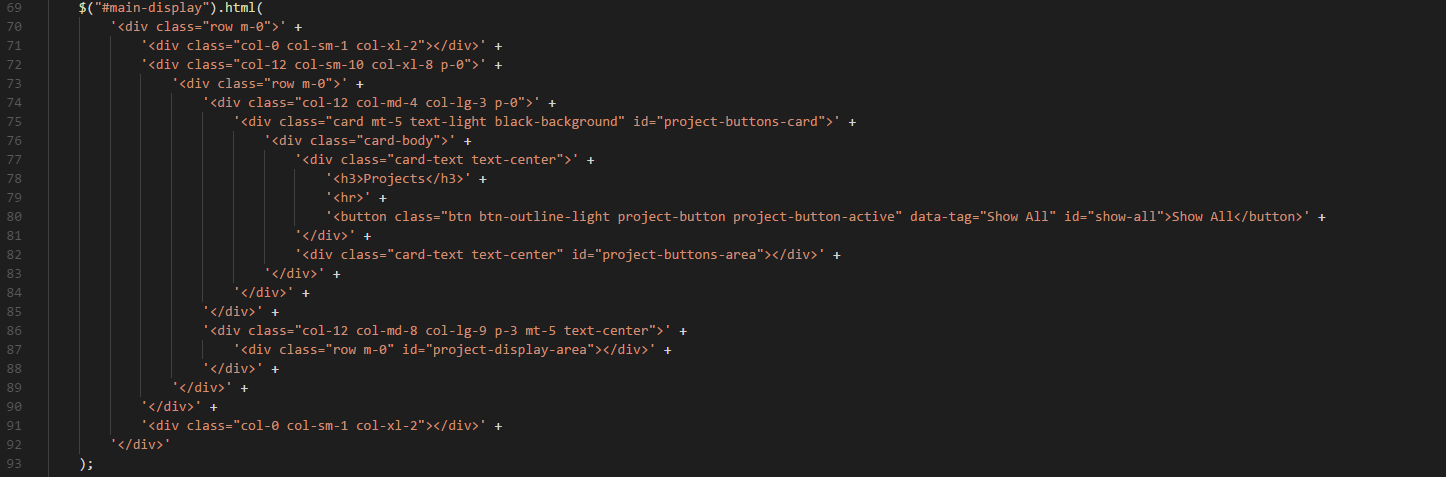 69 $("#main-display").html(
70 '<div class="row m-0">' +
71 '<div class="col-0 col-sm-1 col-xl-2"></div>' +
72 '<div class="col-12 col-sm-10 col-xl-8 p-0">' +
73 '<div class="row m-0">' +
74 '<div class="col-12 col-md-4 col-lg-3 p-0">' +
75 '<div class="card mt-5 text-light black-background" id="project-buttons-card">' +
76 '<div class="card-body">' +
77 '<div class="card-text text-center">' +
78 '<h3>Projects</h3>' +
79 '<hr>' +
80 '<button class="btn btn-outline-light project-button project-button-active" data-tag="Show All" id="show-all">Show All</button>' +
81 '</div>' +
82 '<div class="card-text text-center" id="project-buttons-area"></div>' +
83 '</div>' +
84 '</div>' +
85 '</div>' +
86 '<div class="col-12 col-md-8 col-lg-9 p-3 mt-5 text-center">' +
87 '<div class="row m-0" id="project-display-area"></div>' +
88 '</div>' +
89 '</div>' +
90 '</div>' +
91 '<div class="col-0 col-sm-1 col-xl-2"></div>' +
92 '</div>'
93 );